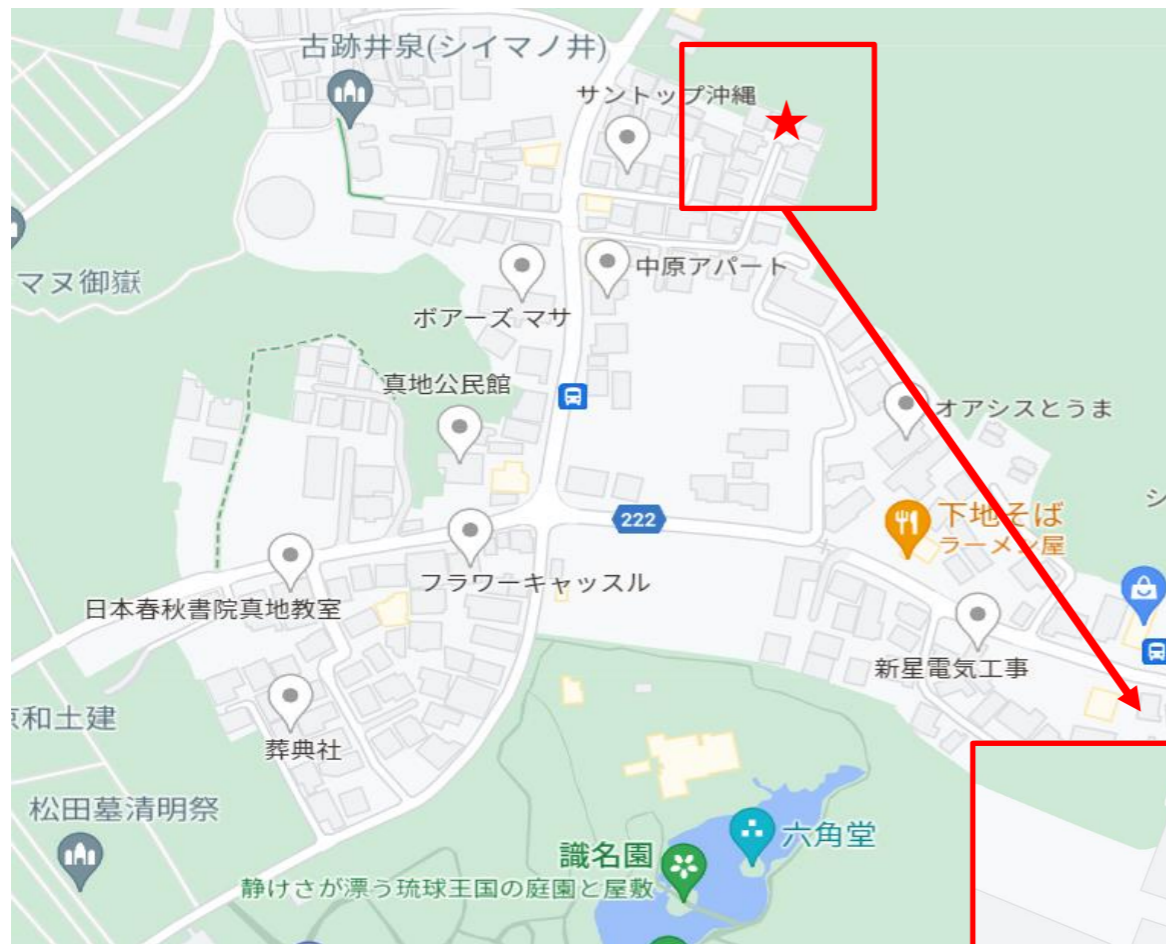 古跡井泉(シイマノ井)
サントップ沖縄
マヌ御嶽
中原アパート
ボアーズ マサ
真地公民館
オアシスとうま
シ
222
下地そば
ラーメン屋
フラワーキャッスル
日本春秋書院真地教室
新星電気工事
和土建
葬典社
松田墓清明祭
六角堂
識名園
静けさが漂う琉球王国の庭園と屋敷